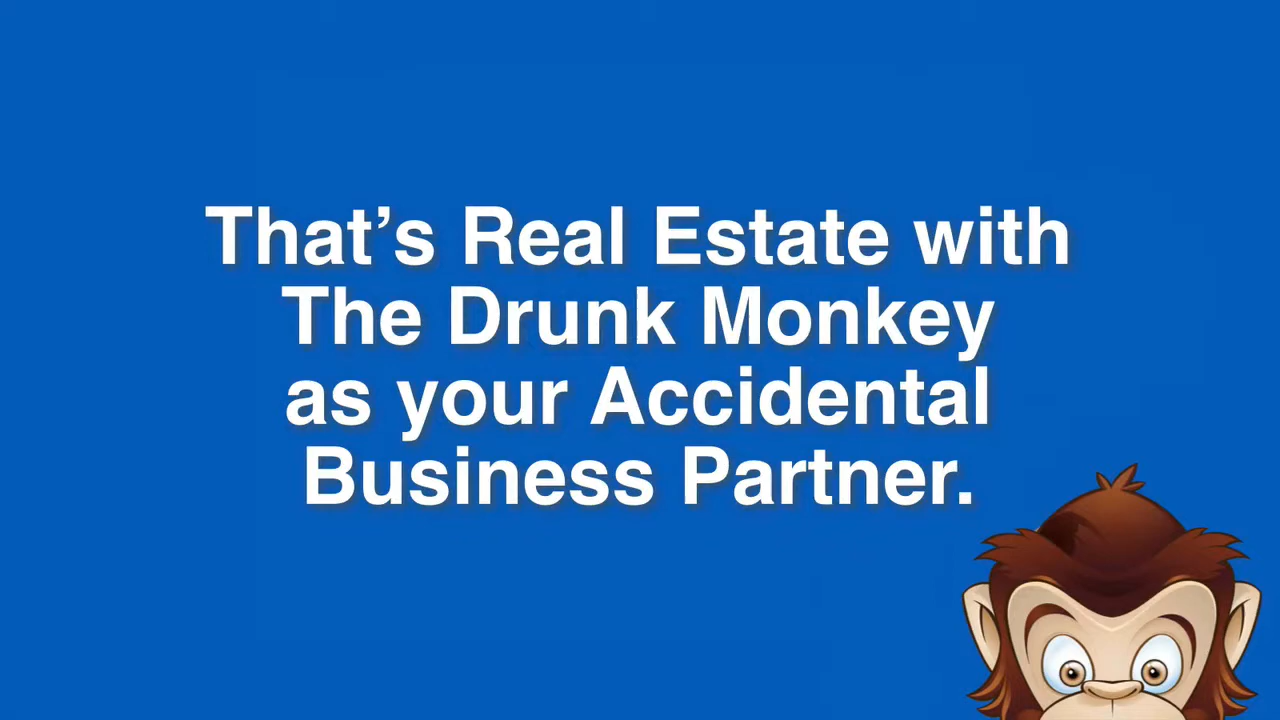 That’s Real Estate with
The Drunk Monkey
as your Accidental
Business Partner.